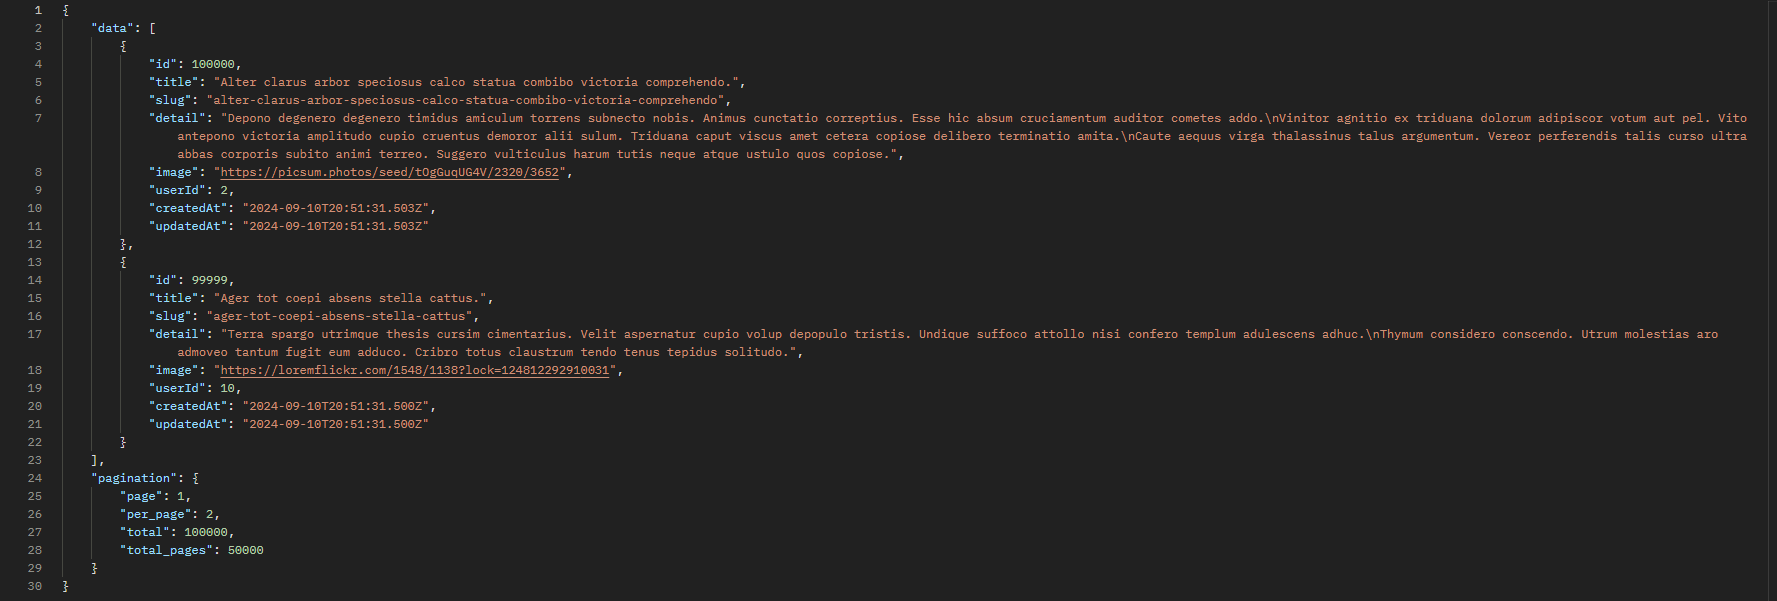 1 {
2 "data": [
3 {
4 "id": 100000,
5 "title": "Alter clarus arbor speciosus calco statua combibo victoria comprehendo.",
6 "slug": "alter-clarus-arbor-speciosus-calco-statua-combibo-victoria-comprehendo",
7 "detail": "Depono degenero degenero timidus amiculum torrens subnecto nobis. Animus cunctatio correptius. Esse hic absum cruciamentum auditor cometes addo.\nVinitor agnitio ex triduana dolorum adipiscor votum aut pel. Vito
antepono victoria amplitudo cupio cruentus demoror alii sulum. Triduana caput viscus amet cetera copiose delibero terminatio amita.\nCaute aequus virga thalassinus talus argumentum. Vereor perferendis talis curso ultra
abbas corporis subito animi terreo. Suggero vulticulus harum tutis neque atque ustulo quos copiose.",
8 "image": "https://picsum.photos/seed/tOgGuqUG4V/2320/3652",
9 "userId": 2,
10 "createdAt": "2024-09-10T20:51:31.503Z",
11 "updatedAt": "2024-09-10T20:51:31.503Z"
12 },
13 {
14 "id": 99999,
15 "title": "Ager tot coepi absens stella cattus.",
16 "slug": "ager-tot-coepi-absens-stella-cattus",
17 "detail": "Terra spargo utrimque thesis cursim cimentarius. Velit aspernatur cupio volup depopulo tristis. Undique suffoco attollo nisi confero templum adulescens adhuc.\nThymum considero conscendo. Utrum molestias aro
admoveo tantum fugit eum adduco. Cribro totus claustrum tendo tenus tepidus solitudo.",
18 "image": "https://loremflickr.com/1548/1138?lock=124812292910031",
19 "userId": 10,
20 "createdAt": "2024-09-10T20:51:31.500Z",
21 "updatedAt": "2024-09-10T20:51:31.500Z"
22 }
23 ],
24 "pagination": {
25 "page": 1,
26 "per_page": 2,
27 "total": 100000,
28 "total_pages": 50000
29 }
30 }